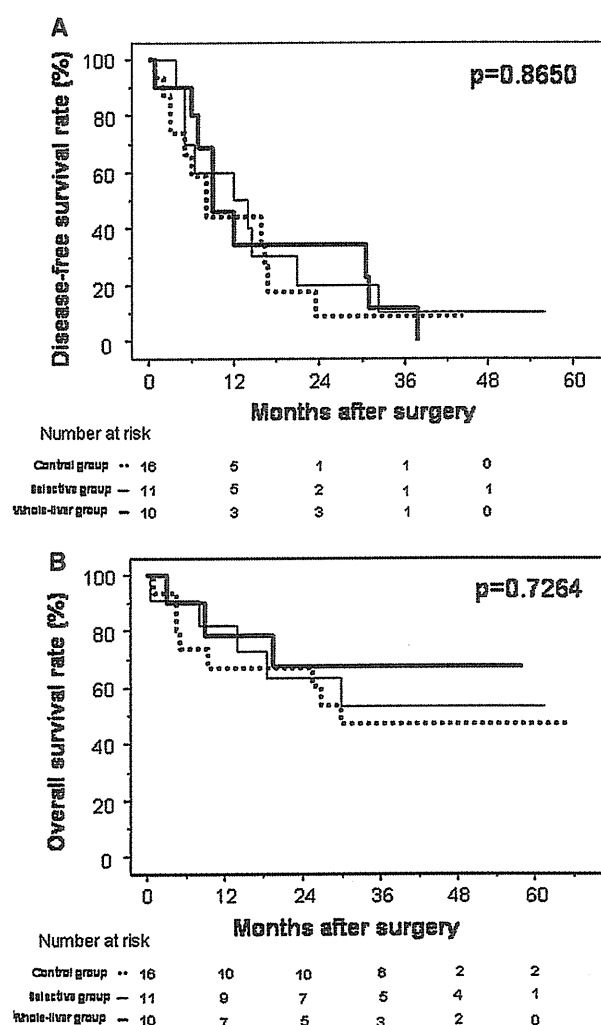 A
Disease-free survival rate (%)
100
80
60
40
20
0
p=0.8650
0 12 24 36 48 60
Months after surgery
Number at risk
Control group 16 5 1 1 0
Selective group 11 5 2 1 1
Whole-liver group 10 3 3 1 0
B
Overall survival rate (%)
100
80
60
40
20
0
p=0.7264
0 12 24 36 48 60
Months after surgery
Number at risk
Control group 16 10 10 8 2 2
Selective group 11 9 7 5 4 1
Whole-liver group 10 7 5 3 2 0